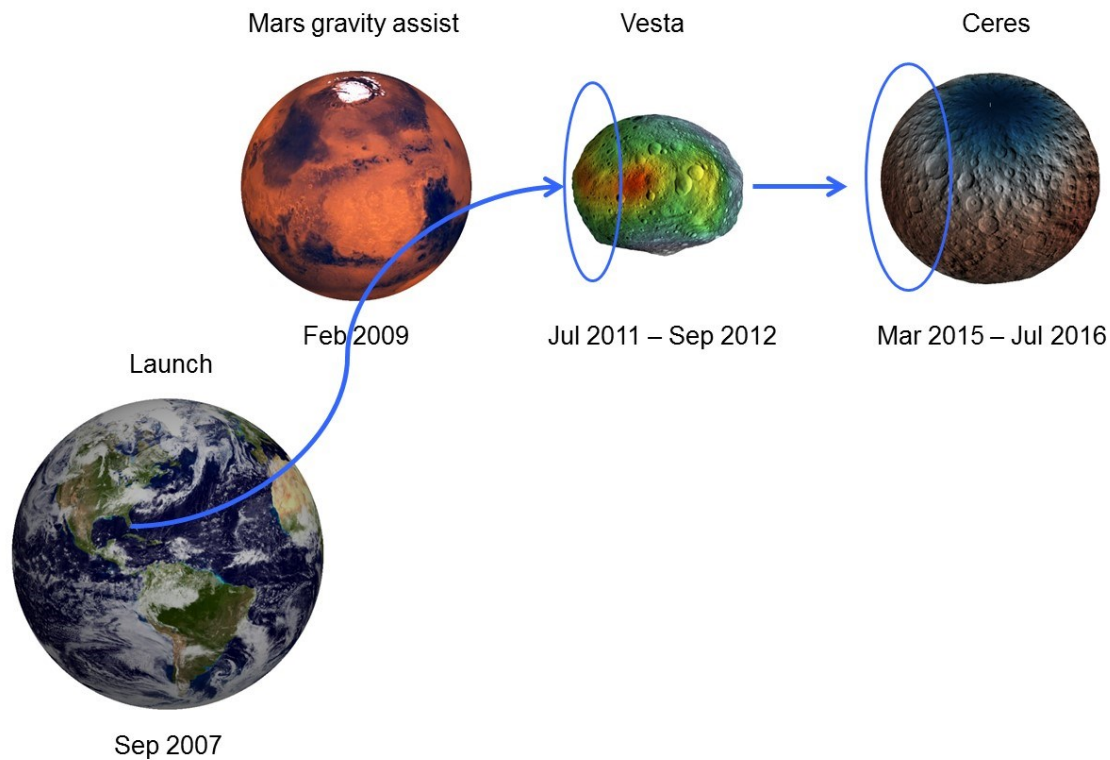 Mars gravity assist
Vesta
Ceres
Feb 2009
Jul 2011 – Sep 2012
Mar 2015 – Jul 2016
Launch
Sep 2007